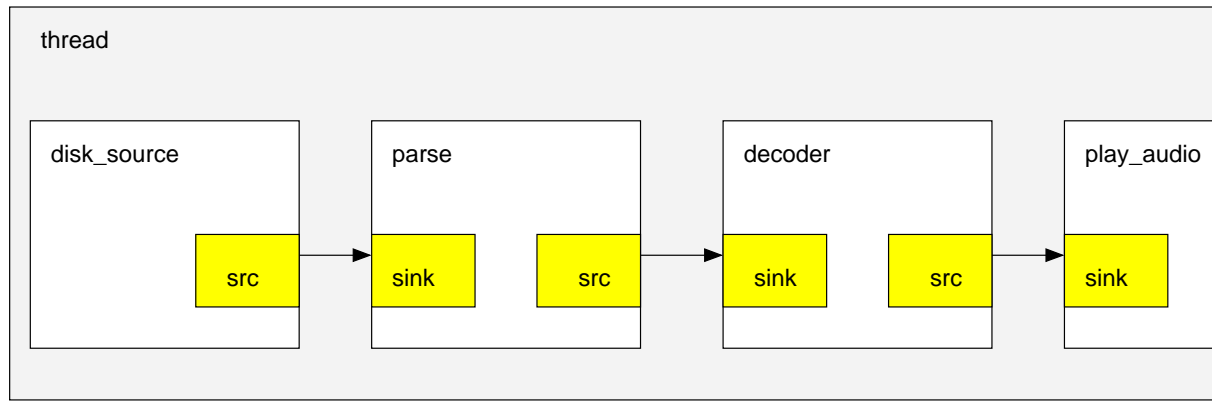 thread
disk_source parse decoder play_audio
src sink src sink src sink